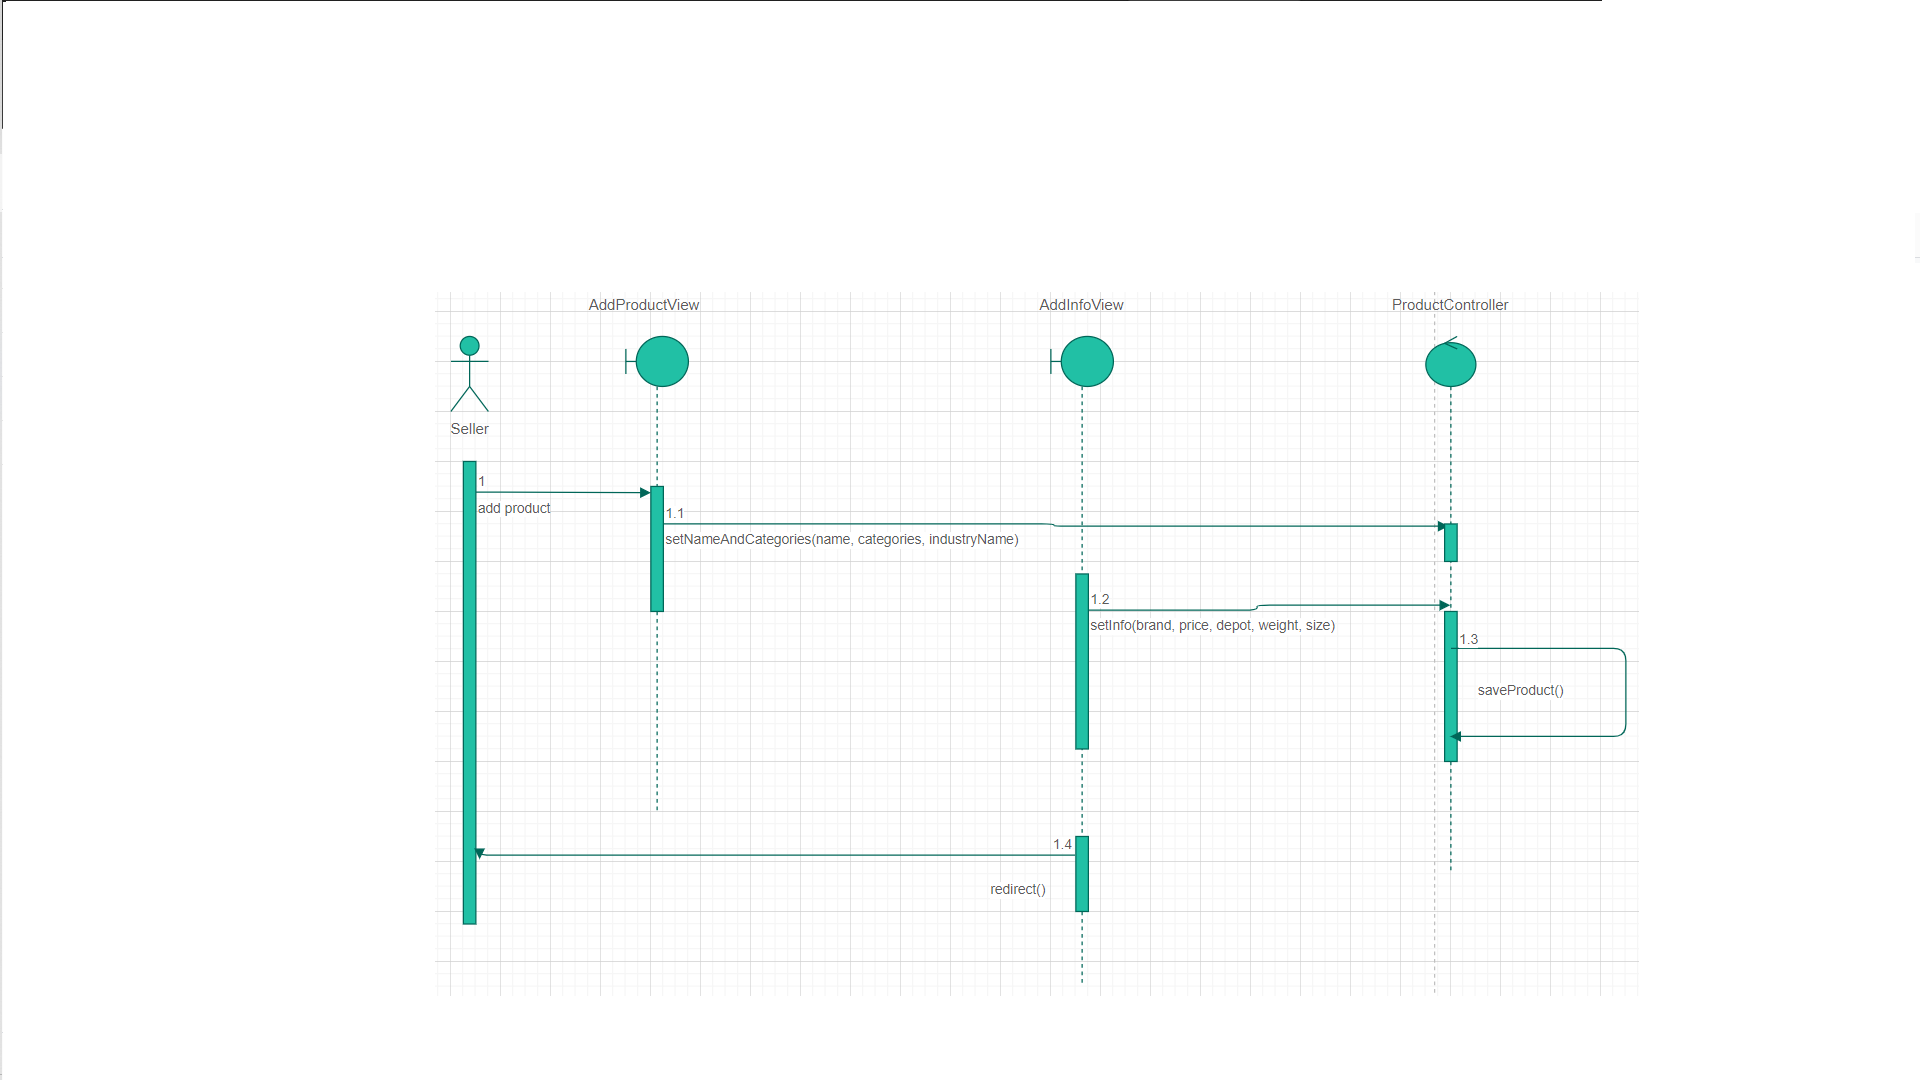 AddProductView
AddInfoView
ProductController
Seller
1
add product
1.1
setNameAndCategories(name, categories, industryName)
1.2
setInfo(brand, price, depot, weight, size)
1.3
saveProduct()
1.4
redirect()